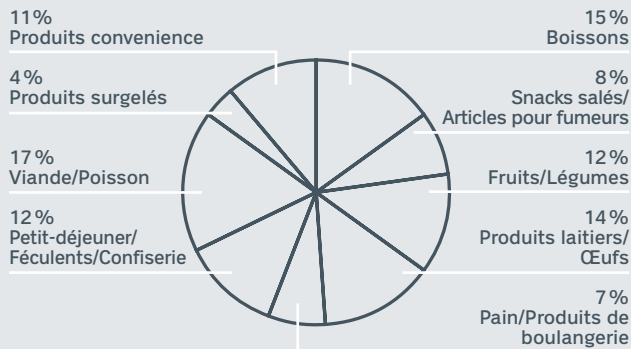 11 %
Produits convenience
4 %
Produits surgelés
17 %
Viande/Poisson
12 %
Petit-déjeuner/
Féculents/Confiserie
15 %
Boissons
8 %
Snacks salés/
Articles pour fumeurs
12 %
Fruits/Légumes
14 %
Produits laitiers/
Œufs
7 %
Pain/Produits de
boulangerie